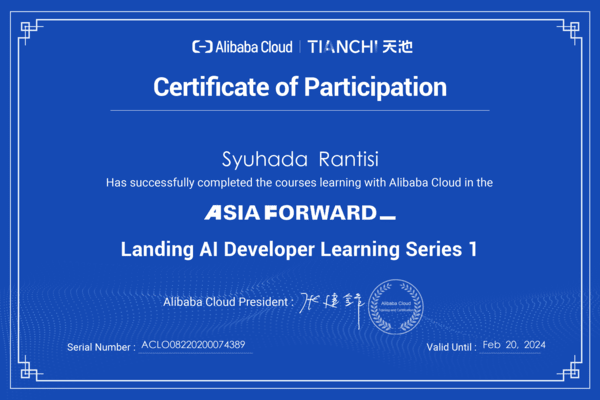 Alibaba Cloud | TIANCHI 天池
Certificate of Participation
Syuhada Rantisi
Has successfully completed the courses learning with Alibaba Cloud in the
ASIA FORWARD_
Landing AI Developer Learning Series 1
Alibaba Cloud President :
Alibaba Cloud
Training and Certification
Serial Number : ACLO08220200074389
Valid Until : Feb 20, 2024